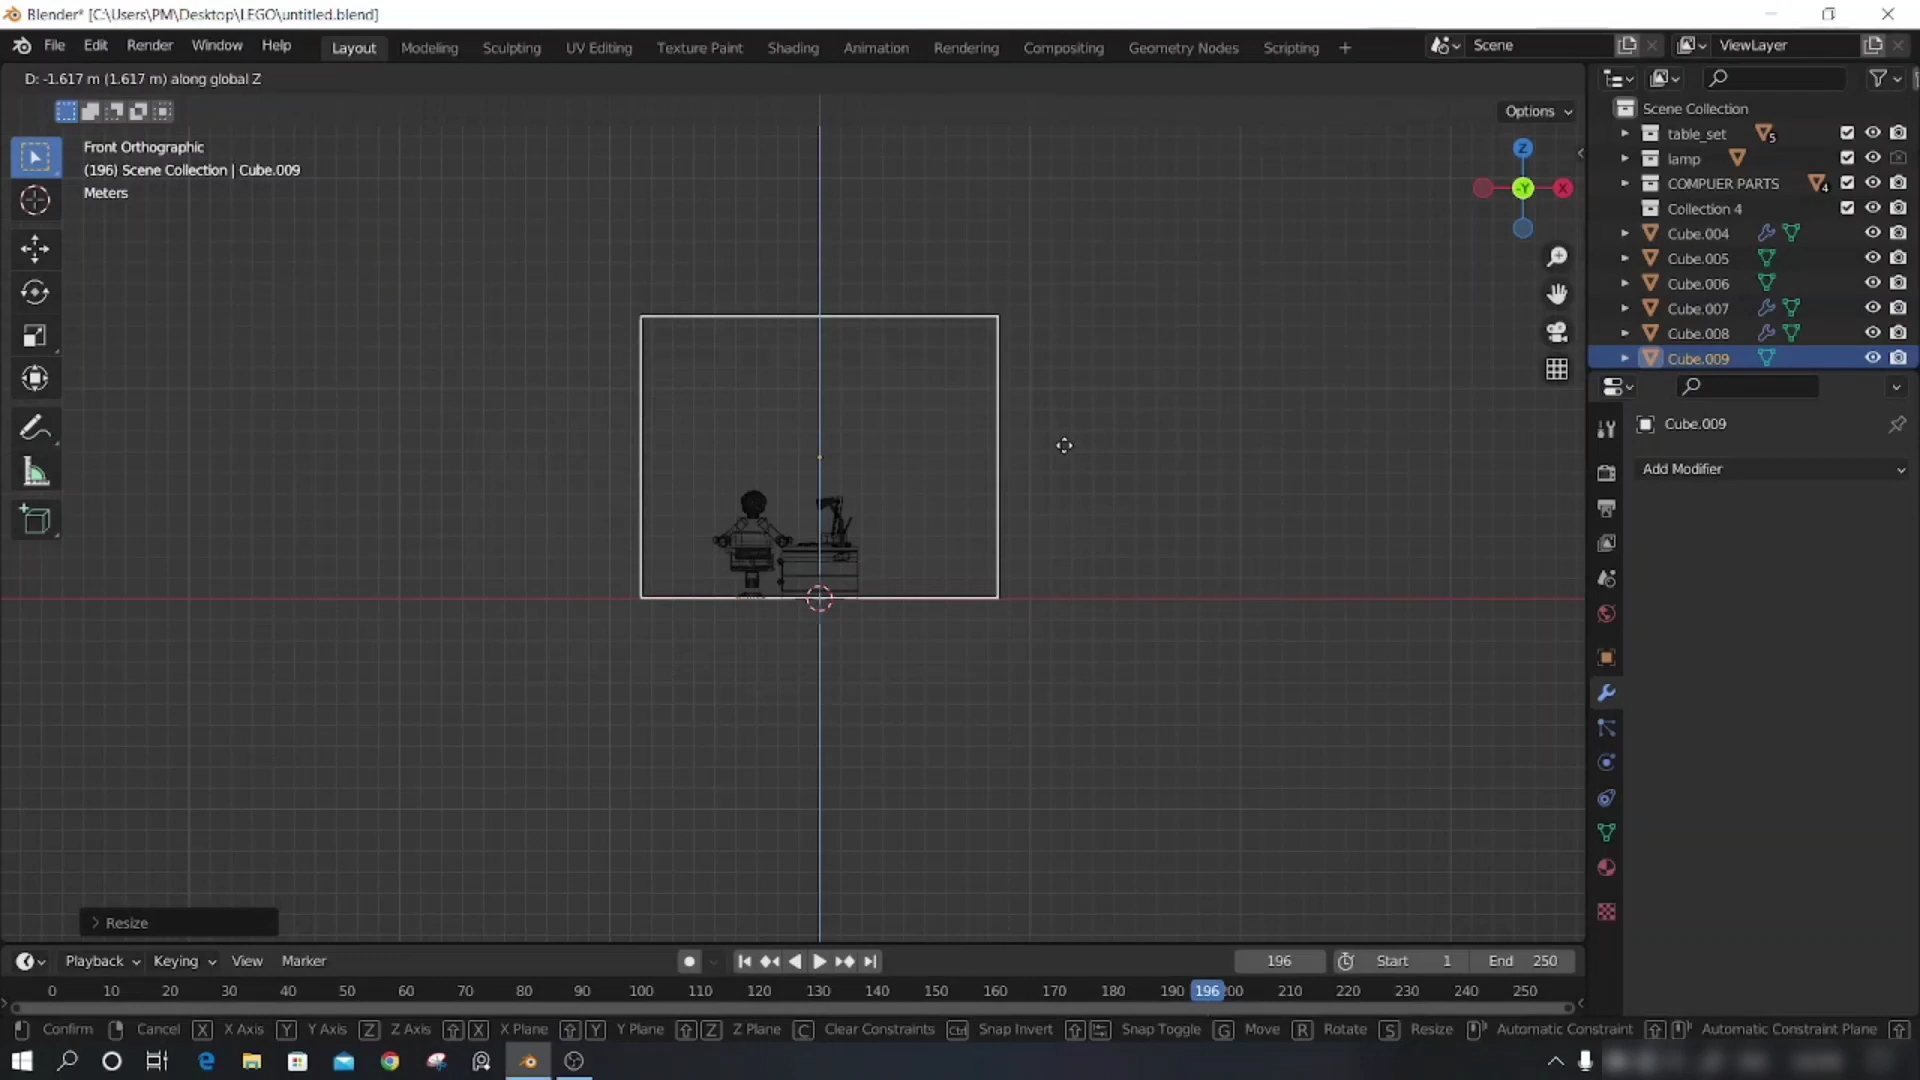 Blender* [C:\Users\PM\Desktop\LEGO\untitled.blend]
File Edit Render Window Help Layout Modeling Sculpting UV Editing Texture Paint Shading Animation Rendering Compositing Geometry Nodes Scripting + Scene ViewLayer
D: -1.617 m (1.617 m) along global Z
Options
Front Orthographic
(196) Scene Collection | Cube.009
Meters
Z
-Y
X
Scene Collection
table_set 5
lamp
COMPUER PARTS 4
Collection 4
Cube.004
Cube.005
Cube.006
Cube.007
Cube.008
Cube.009
Cube.009
Add Modifier
Resize
Playback Keying View Marker 196 Start 1 End 250
0 10 20 30 40 50 60 70 80 90 100 110 120 130 140 150 160 170 180 190 196 00 210 220 230 240 250
Confirm Cancel X X Axis Y Y Axis Z Z Axis X X Plane Y Y Plane Z Z Plane C Clear Constraints Ctrl Snap Invert Snap Toggle G Move R Rotate S Resize Automatic Constraint Automatic Constraint Plane